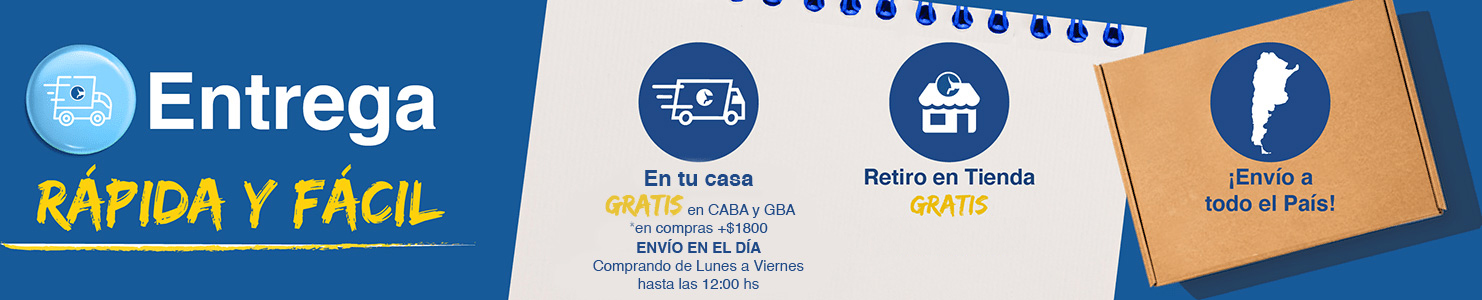 Entrega
RÁPIDA Y FÁCIL
En tu casa
GRATIS en CABA y GBA
*en compras +$1800
ENVÍO EN EL DÍA
Comprando de Lunes a Viernes
hasta las 12:00 hs
Retiro en Tienda
GRATIS
¡Envío a
todo el País!